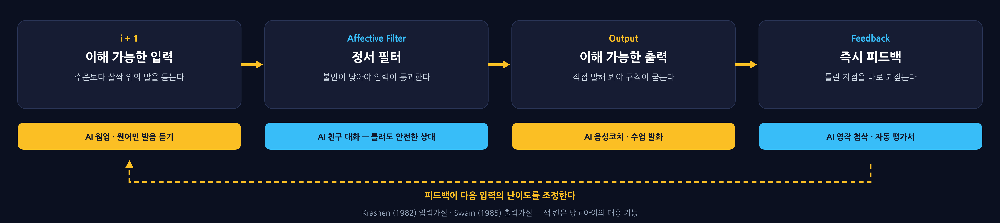 i + 1
이해 가능한 입력
수준보다 살짝 위의 말을 듣는다
Affective Filter
정서 필터
불안이 낮아야 입력이 통과한다
Output
이해 가능한 출력
직접 말해 봐야 규칙이 굳는다
Feedback
즉시 피드백
틀린 지점을 바로 되짚는다
AI 웜업 · 원어민 발음 듣기
AI 친구 대화 — 틀려도 안전한 상대
AI 음성코치 · 수업 발화
AI 영작 첨삭 · 자동 평가서
피드백이 다음 입력의 난이도를 조정한다
Krashen (1982) 입력가설 · Swain (1985) 출력가설 — 색 칸은 망고아이의 대응 기능